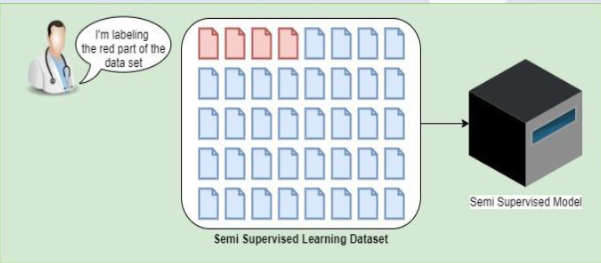 I'm labeling
the red part of the
data set
Semi Supervised Model
Semi Supervised Learning Dataset